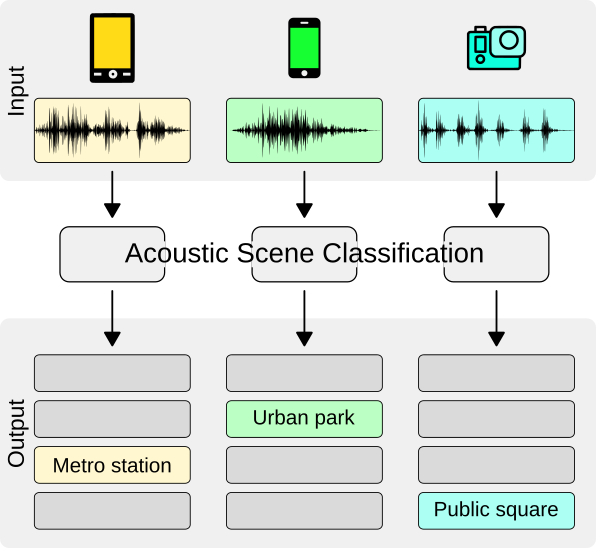 Input
Acoustic Scene Classification
Output
Urban park
Metro station
Public square